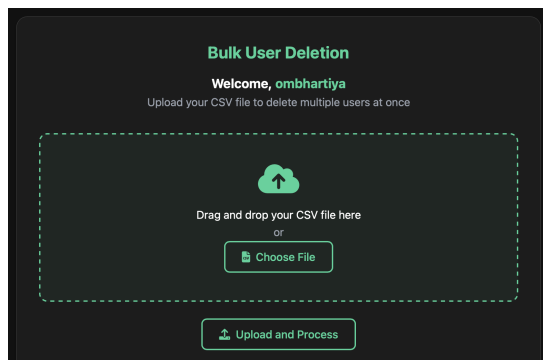 Bulk User Deletion
Welcome, ombhartiya
Upload your CSV file to delete multiple users at once
Drag and drop your CSV file here
or
Choose File
Upload and Process